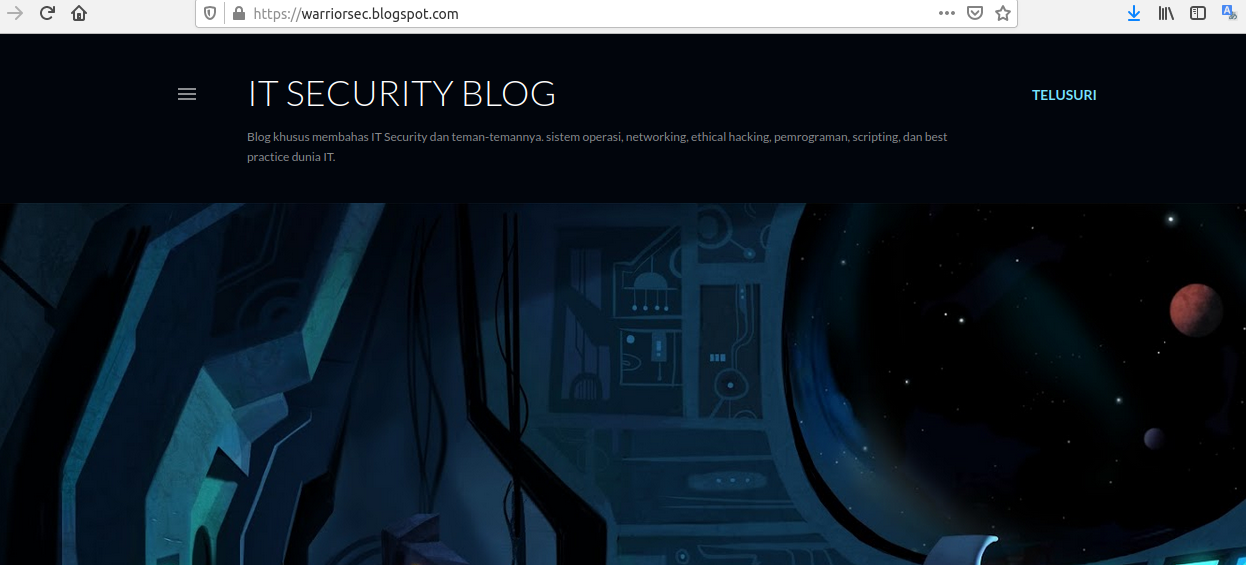 https://warriorsec.blogspot.com
IT SECURITY BLOG
TELUSURI
Blog khusus membahas IT Security dan teman-temannya. sistem operasi, networking, ethical hacking, pemrograman, scripting, dan best
practice dunia IT.